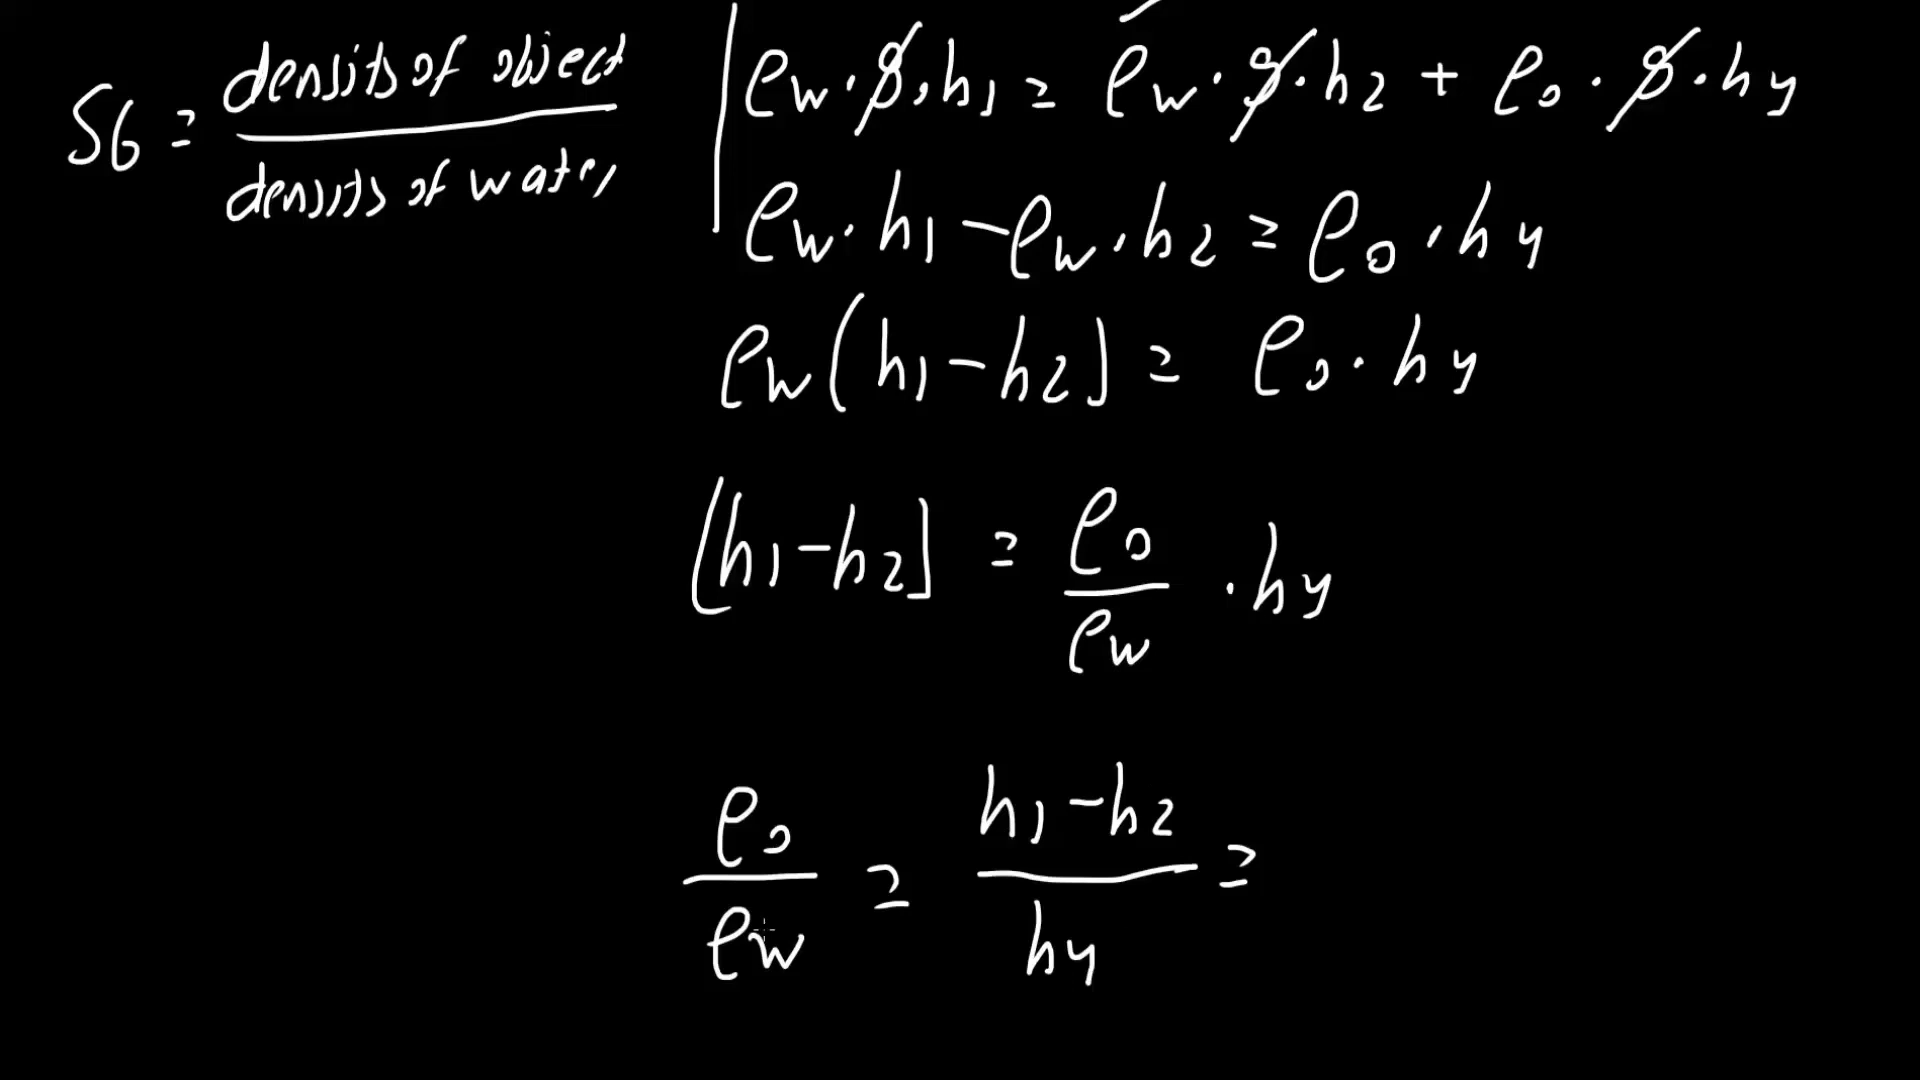 SG = density of object / density of water
ρw·g·h1 = ρw·g·h2 + ρo·g·hy
ρw·h1 - ρw·h2 = ρo·hy
ρw(h1-h2) = ρo·hy
(h1-h2) = ρo/ρw ·hy
ρo/ρw = h1-h2/hy =